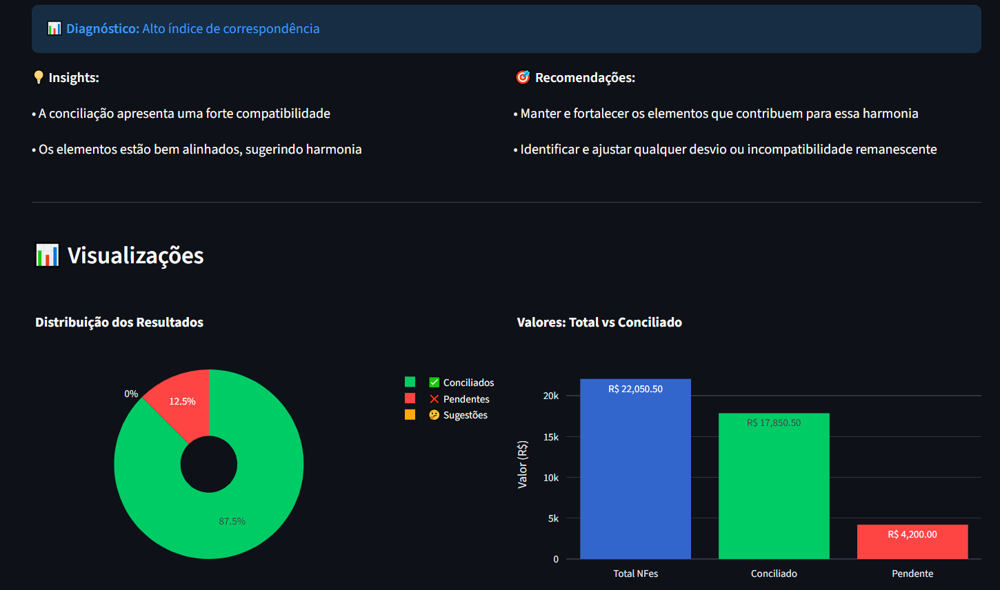 📊 Diagnóstico: Alto índice de correspondência
💡 Insights:
• A conciliação apresenta uma forte compatibilidade
• Os elementos estão bem alinhados, sugerindo harmonia
🎯 Recomendações:
• Manter e fortalecer os elementos que contribuem para essa harmonia
• Identificar e ajustar qualquer desvio ou incompatibilidade remanescente
📊 Visualizações
Distribuição dos Resultados
0%
12.5%
87.5%
✅ Conciliados
❌ Pendentes
🤔 Sugestões
Valores: Total vs Conciliado
Valor (R$)
20k
15k
10k
5k
0
R$ 22,050.50
R$ 17,850.50
R$ 4,200.00
Total NFes
Conciliado
Pendente